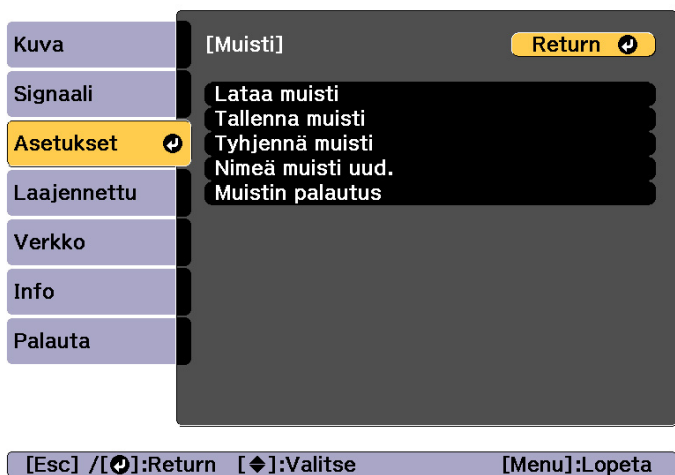 Kuva
Signaali
Asetukset
Laajennettu
Verkko
Info
Palauta
[Muisti]
Return
Lataa muisti
Tallenna muisti
Tyhjennä muisti
Nimeä muisti uud.
Muistin palautus
[Esc] /[⏎]:Return [◆]:Valitse [Menu]:Lopeta